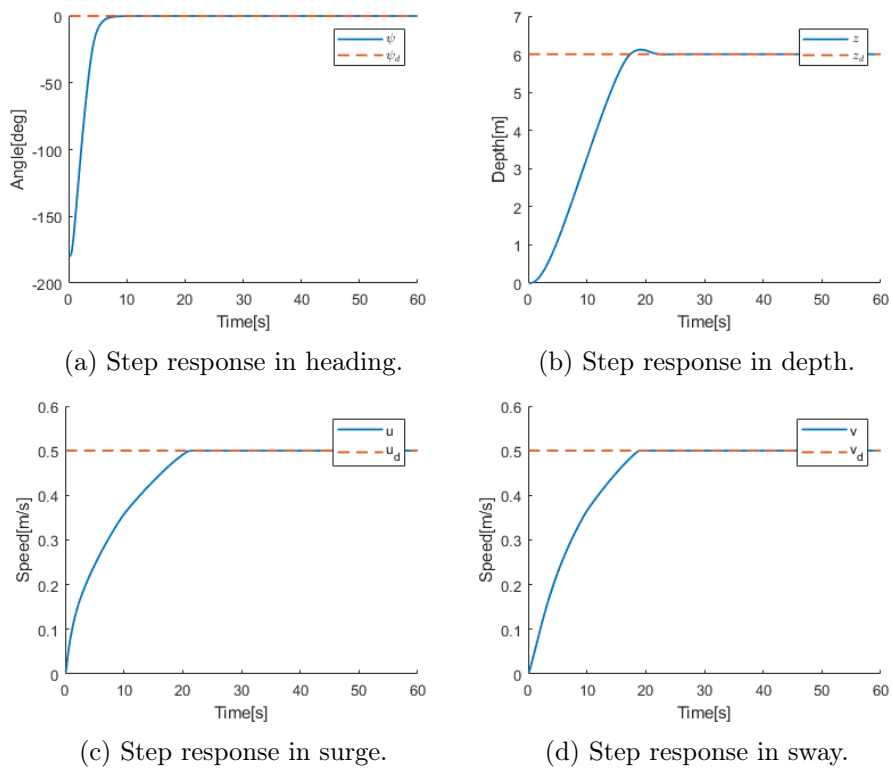 0
-50
-100
-150
-200
Angle[deg]
ψ
ψ_d
0 10 20 30 40 50 60
Time[s]
(a) Step response in heading.
7
6
5
4
3
2
1
0
Depth[m]
z
z_d
0 10 20 30 40 50 60
Time[s]
(b) Step response in depth.
0.6
0.5
0.4
0.3
0.2
0.1
0
Speed[m/s]
u
u_d
0 10 20 30 40 50 60
Time[s]
(c) Step response in surge.
0.6
0.5
0.4
0.3
0.2
0.1
0
Speed[m/s]
v
v_d
0 10 20 30 40 50 60
Time[s]
(d) Step response in sway.